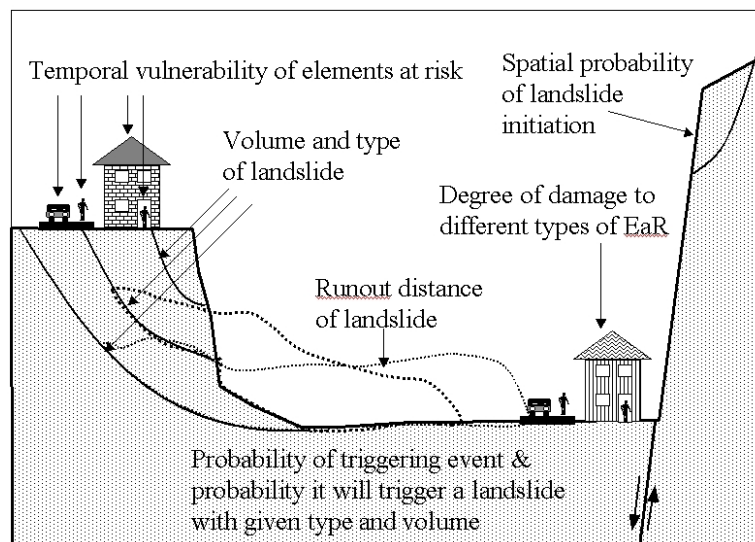 Temporal vulnerability of elements at risk
Spatial probability
of landslide
initiation
Volume and type
of landslide
Degree of damage to
different types of EaR
Runout distance
of landslide
Probability of triggering event &
probability it will trigger a landslide
with given type and volume